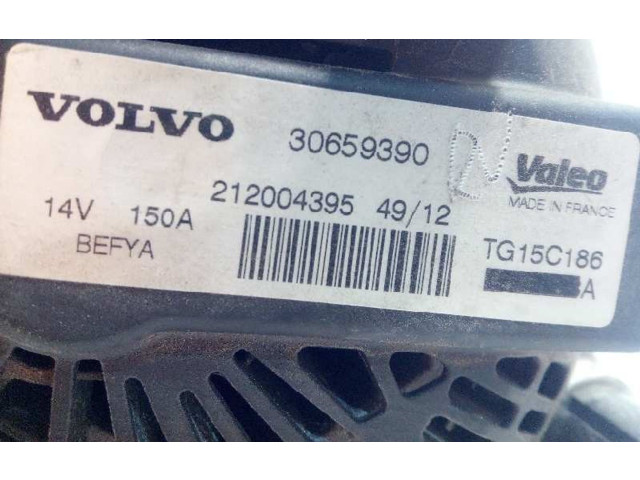 VOLVO 30659390 Valeo
MADE IN FRANCE
14V 150A 212004395 49/12
BEFYA TG15C186
A